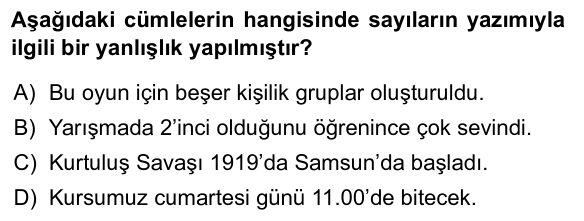 Aşağıdaki cümlelerin hangisinde sayıların yazımıyla
ilgili bir yanlışlık yapılmıştır?
A) Bu oyun için beşer kişilik gruplar oluşturuldu.
B) Yarışmada 2’inci olduğunu öğrenince çok sevindi.
C) Kurtuluş Savaşı 1919’da Samsun’da başladı.
D) Kursumuz cumartesi günü 11.00’de bitecek.